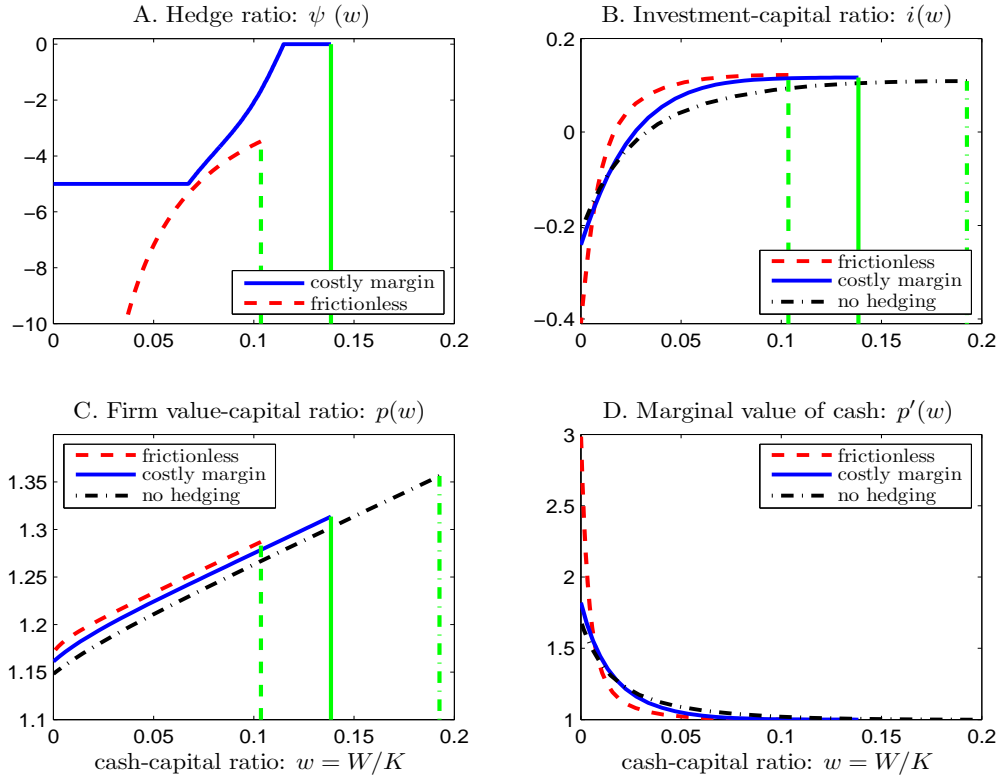 A. Hedge ratio: ψ (w)
0
−2
−4
−6
−8
−10
0
0.05
0.1
0.15
0.2
costly margin
frictionless
B. Investment-capital ratio: i(w)
0.2
0
−0.2
−0.4
0
0.05
0.1
0.15
0.2
frictionless
costly margin
no hedging
C. Firm value-capital ratio: p(w)
1.35
1.3
1.25
1.2
1.15
1.1
0
0.05
0.1
0.15
0.2
frictionless
costly margin
no hedging
cash-capital ratio: w = W/K
D. Marginal value of cash: p′(w)
3
2.5
2
1.5
1
0
0.05
0.1
0.15
0.2
frictionless
costly margin
no hedging
cash-capital ratio: w = W/K